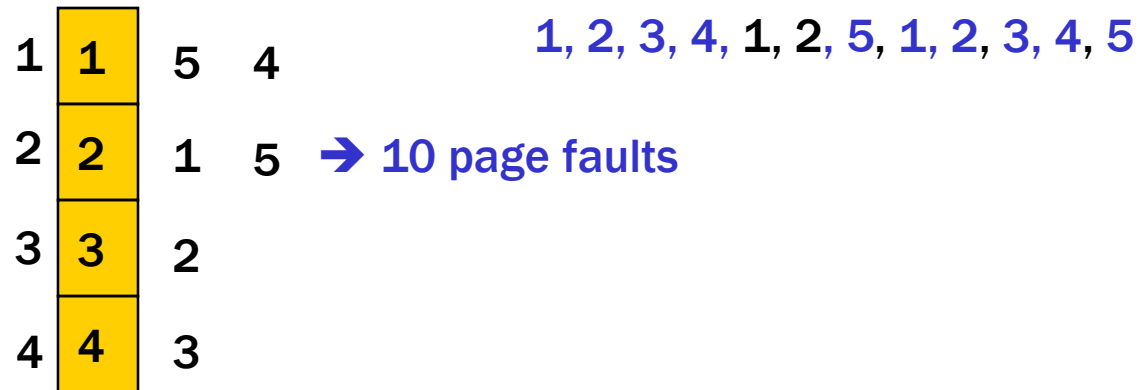 1, 2, 3, 4, 1, 2, 5, 1, 2, 3, 4, 5
1 1 5 4
2 2 1 5 ➔ 10 page faults
3 3 2
4 4 3